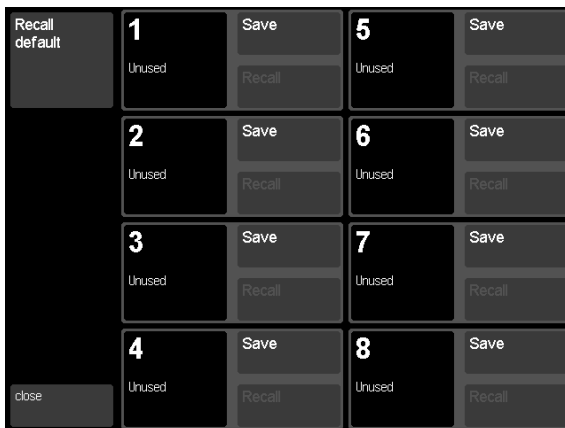 Recall
default
1
Save
Unused
Recall
5
Save
Unused
Recall
2
Save
Unused
Recall
6
Save
Unused
Recall
3
Save
Unused
Recall
7
Save
Unused
Recall
4
Save
Unused
Recall
8
Save
Unused
Recall
close